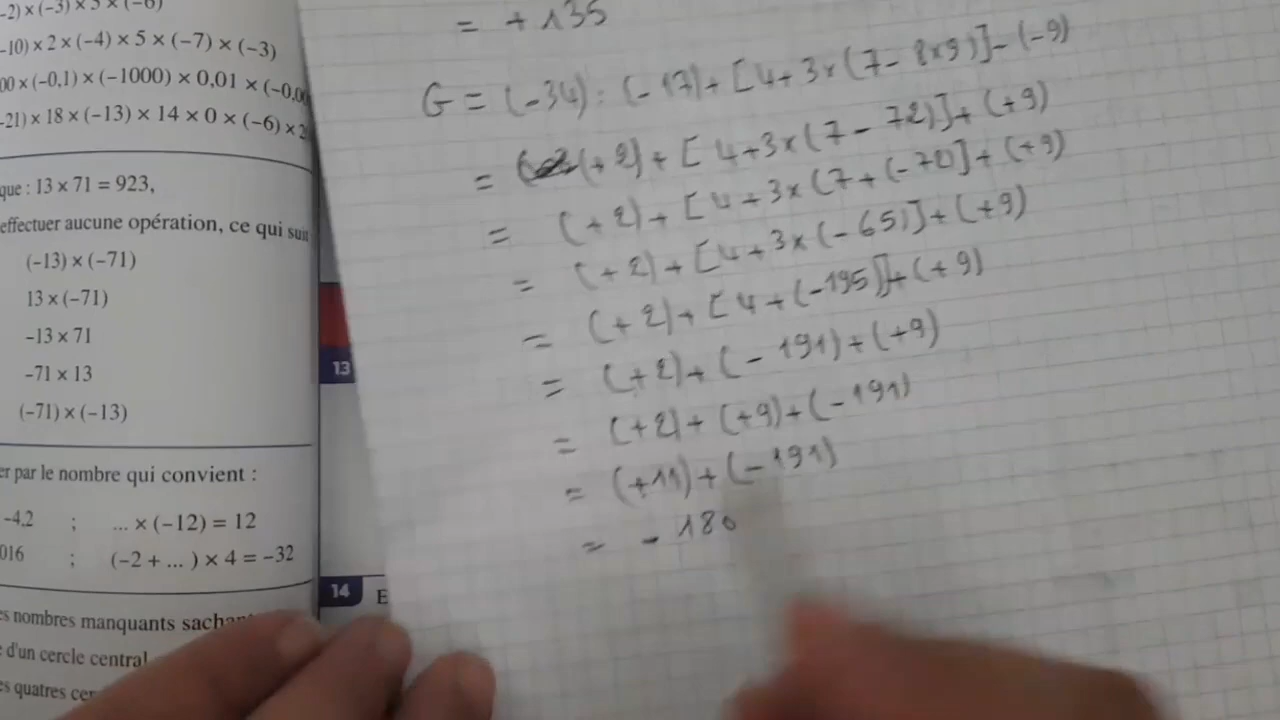 -2) × (-3) × 5 × (-6)
-10) × 2 × (-4) × 5 × (-7) × (-3)
00 × (-0,1) × (-1000) × 0,01 × (-0,00
-21) × 18 × (-13) × 14 × 0 × (-6) × 2
que : 13 × 71 = 923,
effectuer aucune opération, ce qui suit
(-13) × (-71)
13 × (-71)
-13 × 71
-71 × 13
(-71) × (-13)
er par le nombre qui convient :
-4,2 ; ... × (-12) = 12
016 ; (-2 + ... ) × 4 = -32
es nombres manquants sachant
e d'un cercle central
es quatres cer
13
14 E
= + 135
G = (-34) : (-17) + [4 + 3 × (7 - 8 × 9)] - (-9)
= (+2) + [4 + 3 × (7 - 72)] + (+9)
= (+2) + [4 + 3 × (7 + (-72)] + (+9)
= (+2) + [4 + 3 × (-65)] + (+9)
= (+2) + [4 + (-195)] + (+9)
= (+2) + (-191) + (+9)
= (+2) + (+9) + (-191)
= (+11) + (-191)
= - 180